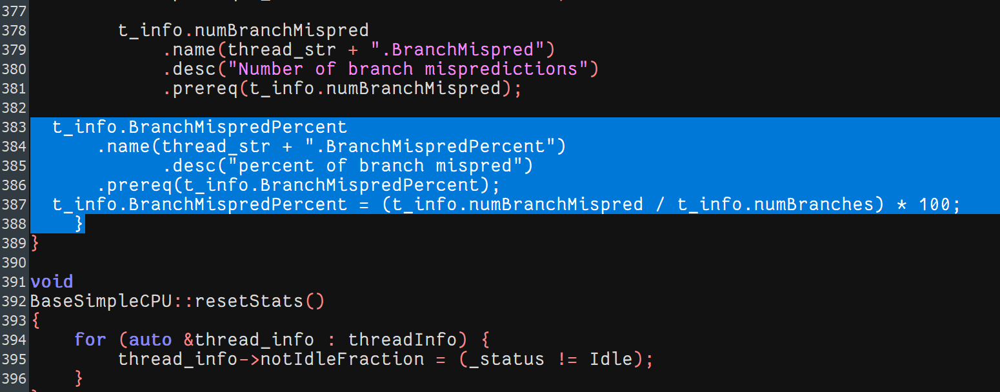 377
378         t_info.numBranchMispred
379             .name(thread_str + ".BranchMispred")
380             .desc("Number of branch mispredictions")
381             .prereq(t_info.numBranchMispred);
382
383   t_info.BranchMispredPercent
384       .name(thread_str + ".BranchMispredPercent")
385             .desc("percent of branch mispred")
386       .prereq(t_info.BranchMispredPercent);
387   t_info.BranchMispredPercent = (t_info.numBranchMispred / t_info.numBranches) * 100;
388     }
389 }
390
391 void
392 BaseSimpleCPU::resetStats()
393 {
394     for (auto &thread_info : threadInfo) {
395         thread_info->notIdleFraction = (_status != Idle);
396     }